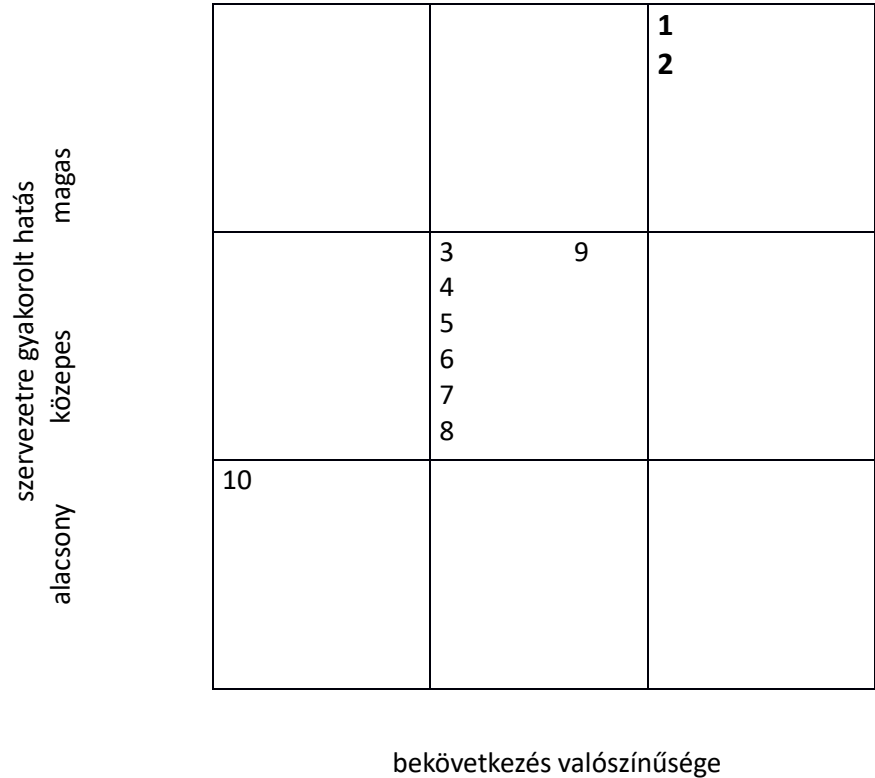 1
2
szervezetre gyakorolt hatás
magas
3 9
4
5
6
7
8
közepes
10
alacsony
bekövetkezés valószínűsége